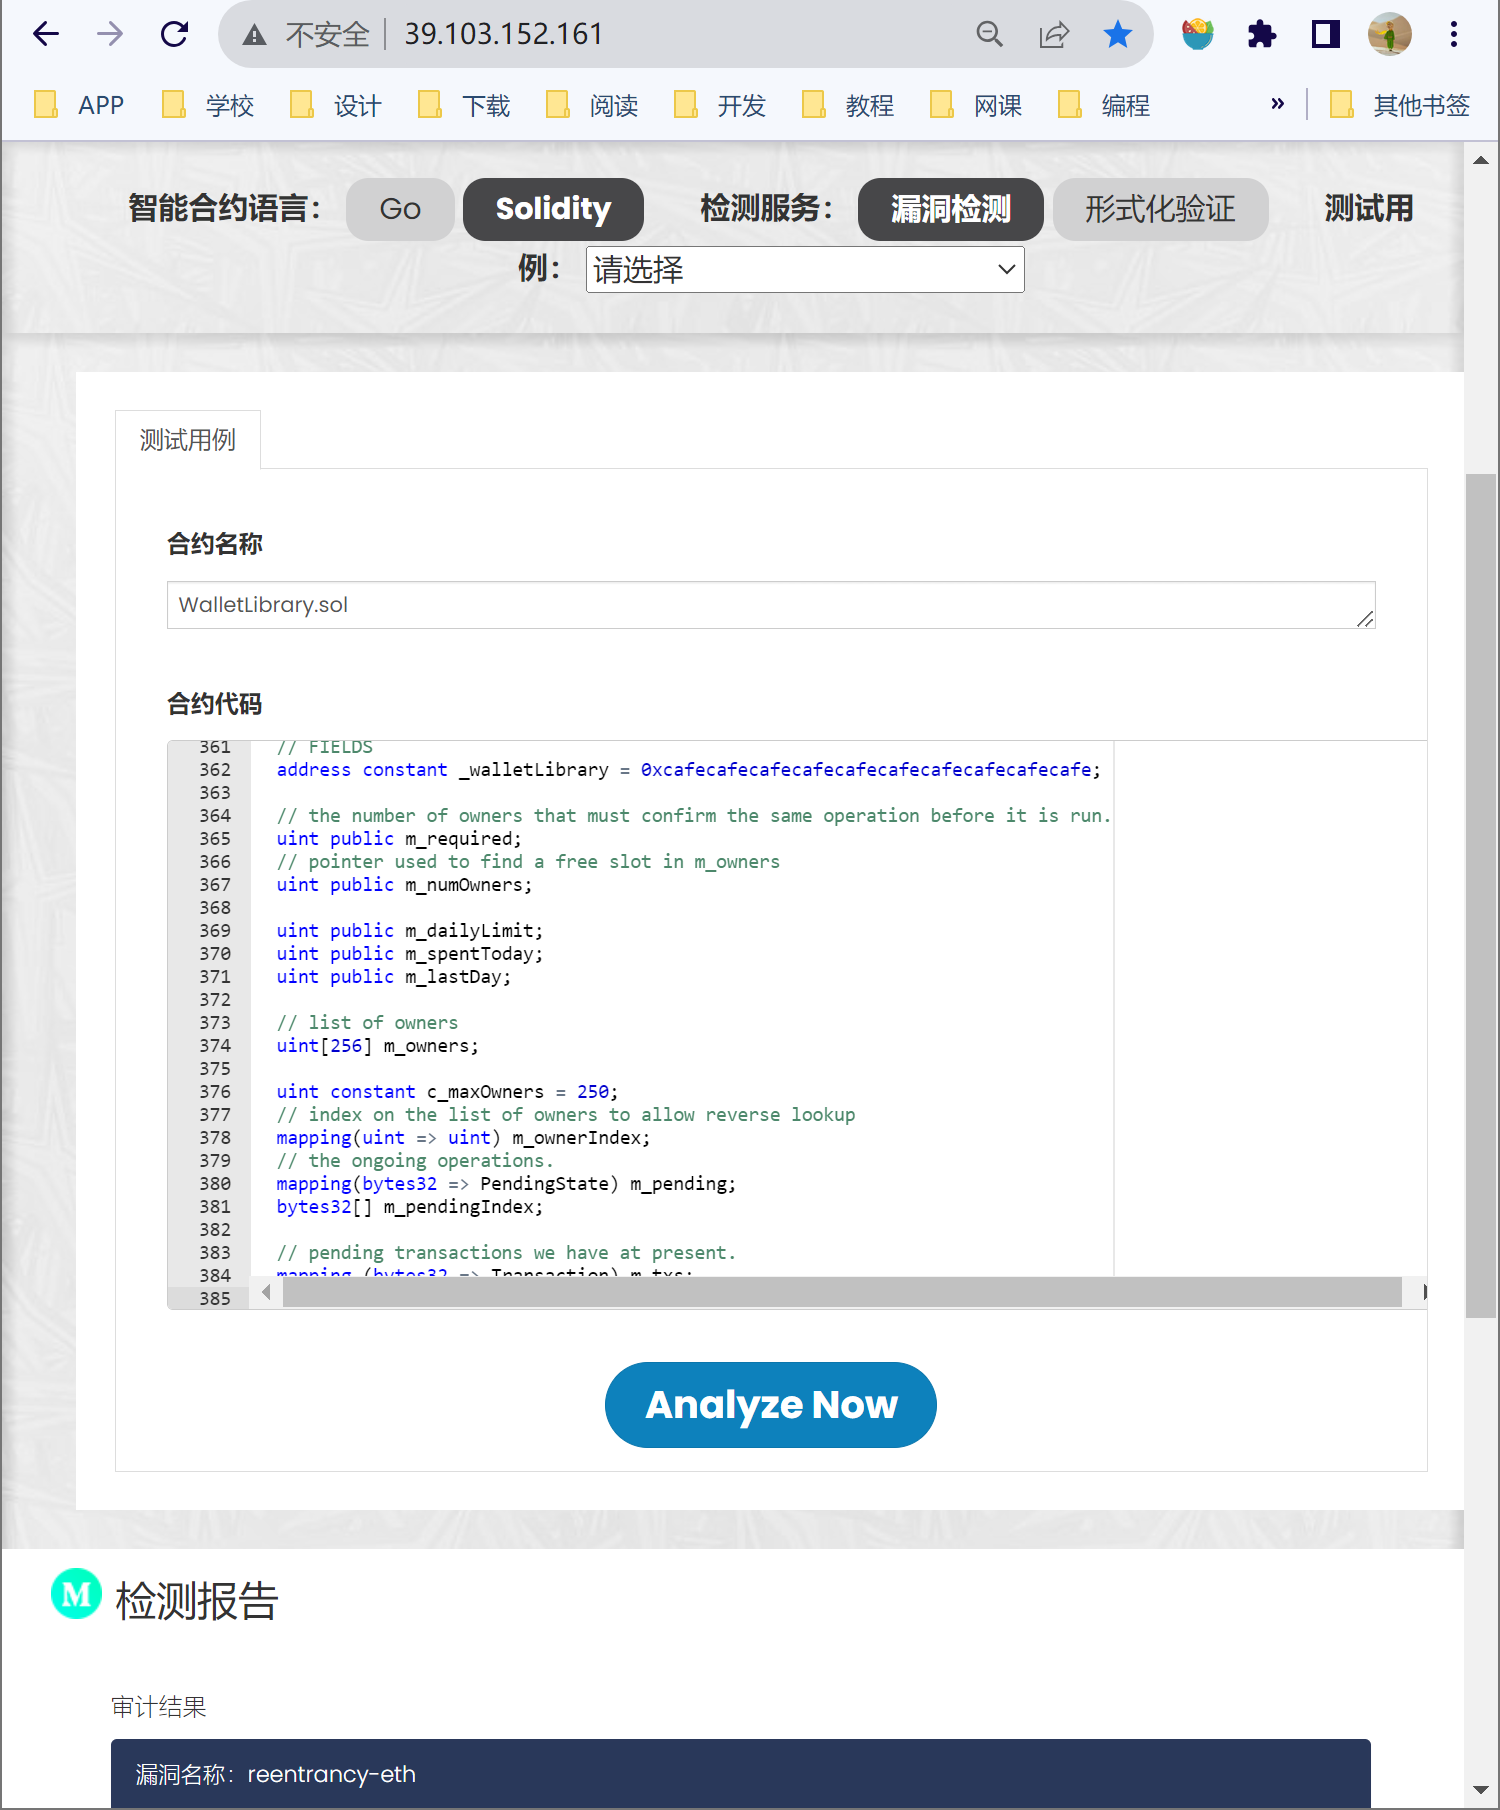 不安全 39.103.152.161
APP 学校 设计 下载 阅读 开发 教程 网课 编程 » 其他书签
智能合约语言： Go Solidity 检测服务： 漏洞检测 形式化验证 测试用
例： 请选择
测试用例
合约名称
WalletLibrary.sol
合约代码
361 // FIELDS
362 address constant _walletLibrary = 0xcafecafecafecafecafecafecafecafecafecafe;
363
364 // the number of owners that must confirm the same operation before it is run.
365 uint public m_required;
366 // pointer used to find a free slot in m_owners
367 uint public m_numOwners;
368
369 uint public m_dailyLimit;
370 uint public m_spentToday;
371 uint public m_lastDay;
372
373 // list of owners
374 uint[256] m_owners;
375
376 uint constant c_maxOwners = 250;
377 // index on the list of owners to allow reverse lookup
378 mapping(uint => uint) m_ownerIndex;
379 // the ongoing operations.
380 mapping(bytes32 => PendingState) m_pending;
381 bytes32[] m_pendingIndex;
382
383 // pending transactions we have at present.
384 mapping (bytes32 => Transaction) m_txs;
385
Analyze Now
M 检测报告
审计结果
漏洞名称：reentrancy-eth